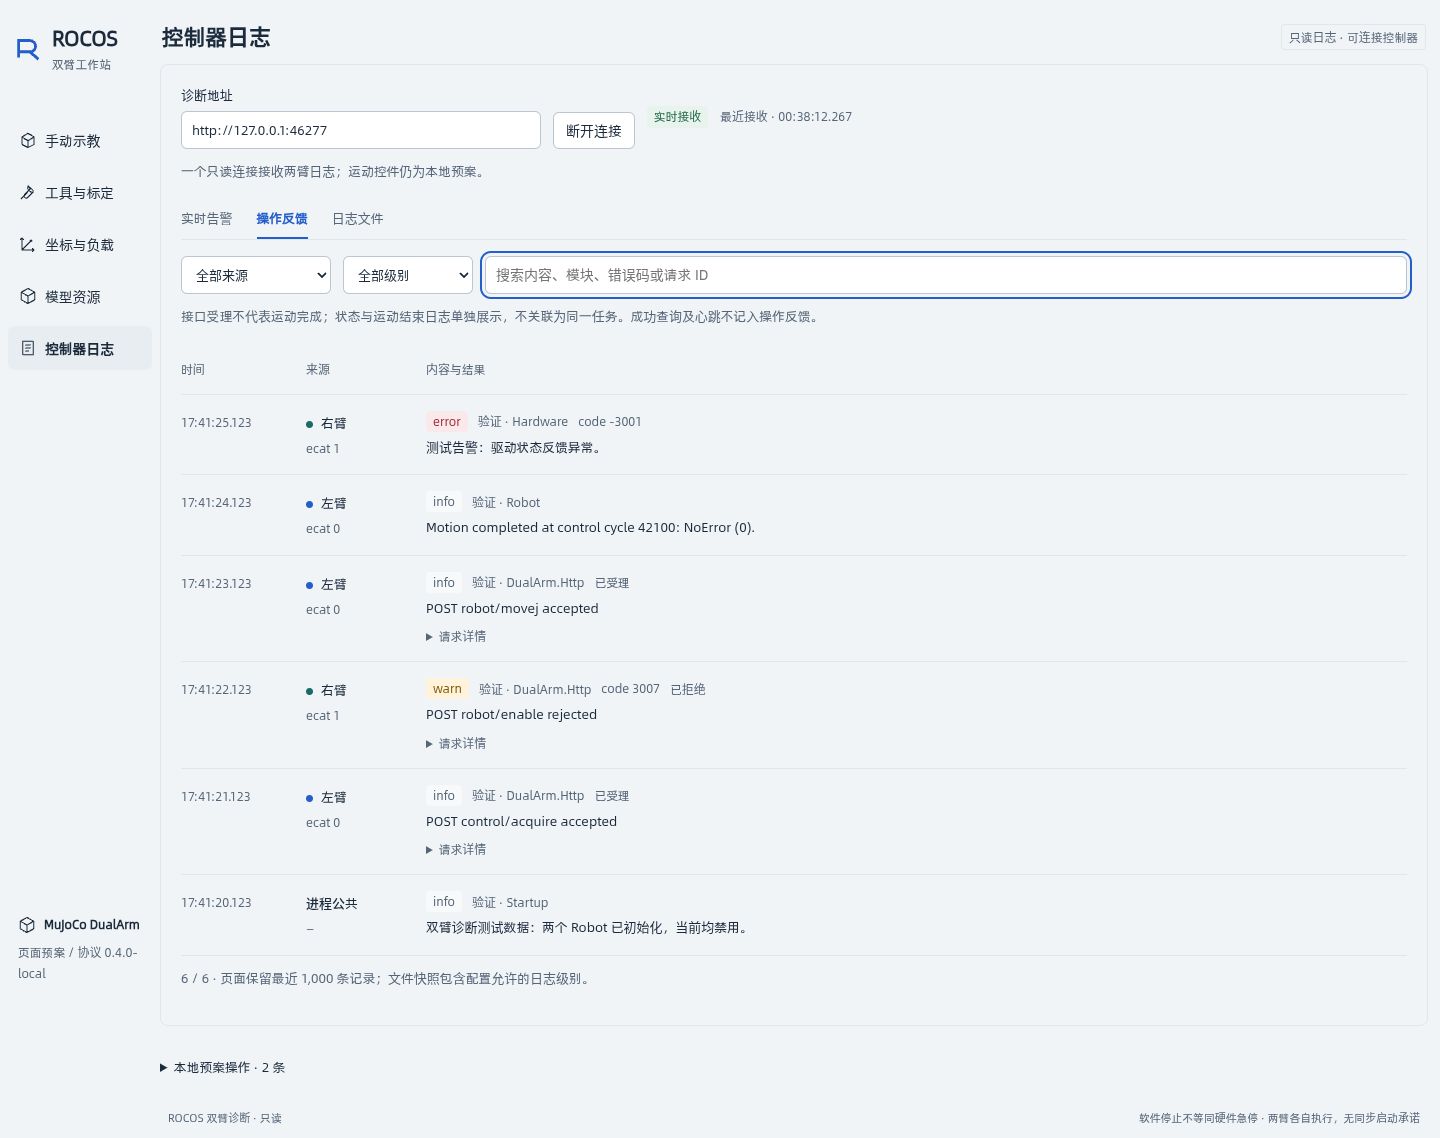 ROCOS
双臂工作站
手动示教
工具与标定
坐标与负载
模型资源
控制器日志
MuJoCo DualArm
页面预案 / 协议 0.4.0-
local
控制器日志
只读日志 · 可连接控制器
诊断地址
http://127.0.0.1:46277
断开连接
实时接收
最近接收 · 00:38:12.267
一个只读连接接收两臂日志；运动控件仍为本地预案。
实时告警 操作反馈 日志文件
全部来源 全部级别 搜索内容、模块、错误码或请求 ID
接口受理不代表运动完成；状态与运动结束日志单独展示，不关联为同一任务。成功查询及心跳不记入操作反馈。
时间 来源 内容与结果
17:41:25.123 右臂 error 验证 · Hardware code -3001
ecat 1 测试告警：驱动状态反馈异常。
17:41:24.123 左臂 info 验证 · Robot
ecat 0 Motion completed at control cycle 42100: NoError (0).
17:41:23.123 左臂 info 验证 · DualArm.Http 已受理
ecat 0 POST robot/movej accepted
▶ 请求详情
17:41:22.123 右臂 warn 验证 · DualArm.Http code 3007 已拒绝
ecat 1 POST robot/enable rejected
▶ 请求详情
17:41:21.123 左臂 info 验证 · DualArm.Http 已受理
ecat 0 POST control/acquire accepted
▶ 请求详情
17:41:20.123 进程公共 info 验证 · Startup
— 双臂诊断测试数据：两个 Robot 已初始化，当前均禁用。
6 / 6 · 页面保留最近 1,000 条记录；文件快照包含配置允许的日志级别。
▶ 本地预案操作 · 2 条
ROCOS 双臂诊断 · 只读
软件停止不等同硬件急停 · 两臂各自执行，无同步启动承诺